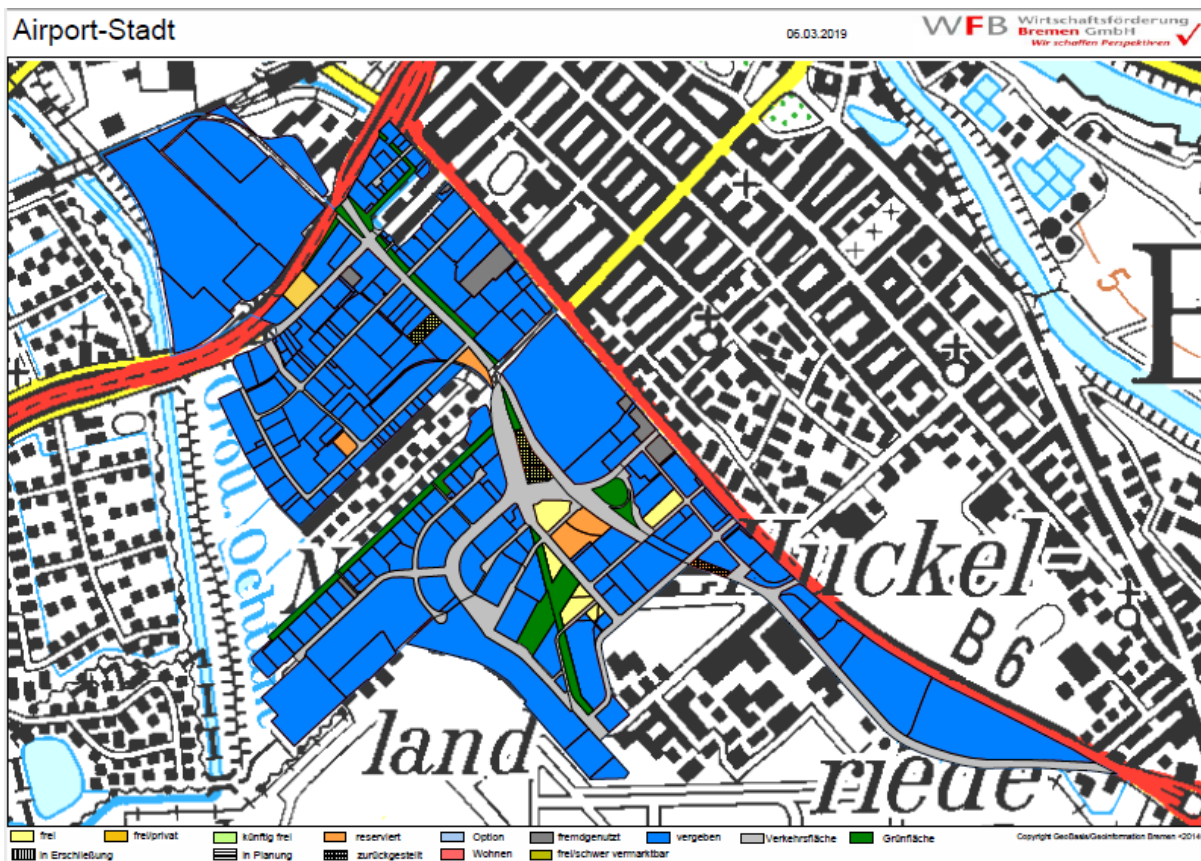 Airport-Stadt
06.03.2019
WFB Wirtschaftsförderung
Bremen GmbH
Wir schaffen Perspektiven
5
Groll. Ochtum
Huckel-
B 6
land
riede
frei
frei/privat
künftig frei
reserviert
Option
fremdgenutzt
vergeben
Verkehrsfläche
Grünfläche
Copyright GeoBasis/GeoInformation Bremen
in Erschließung
in Planung
zurückgestellt
Wohnen
frei/schwer vermarktbar